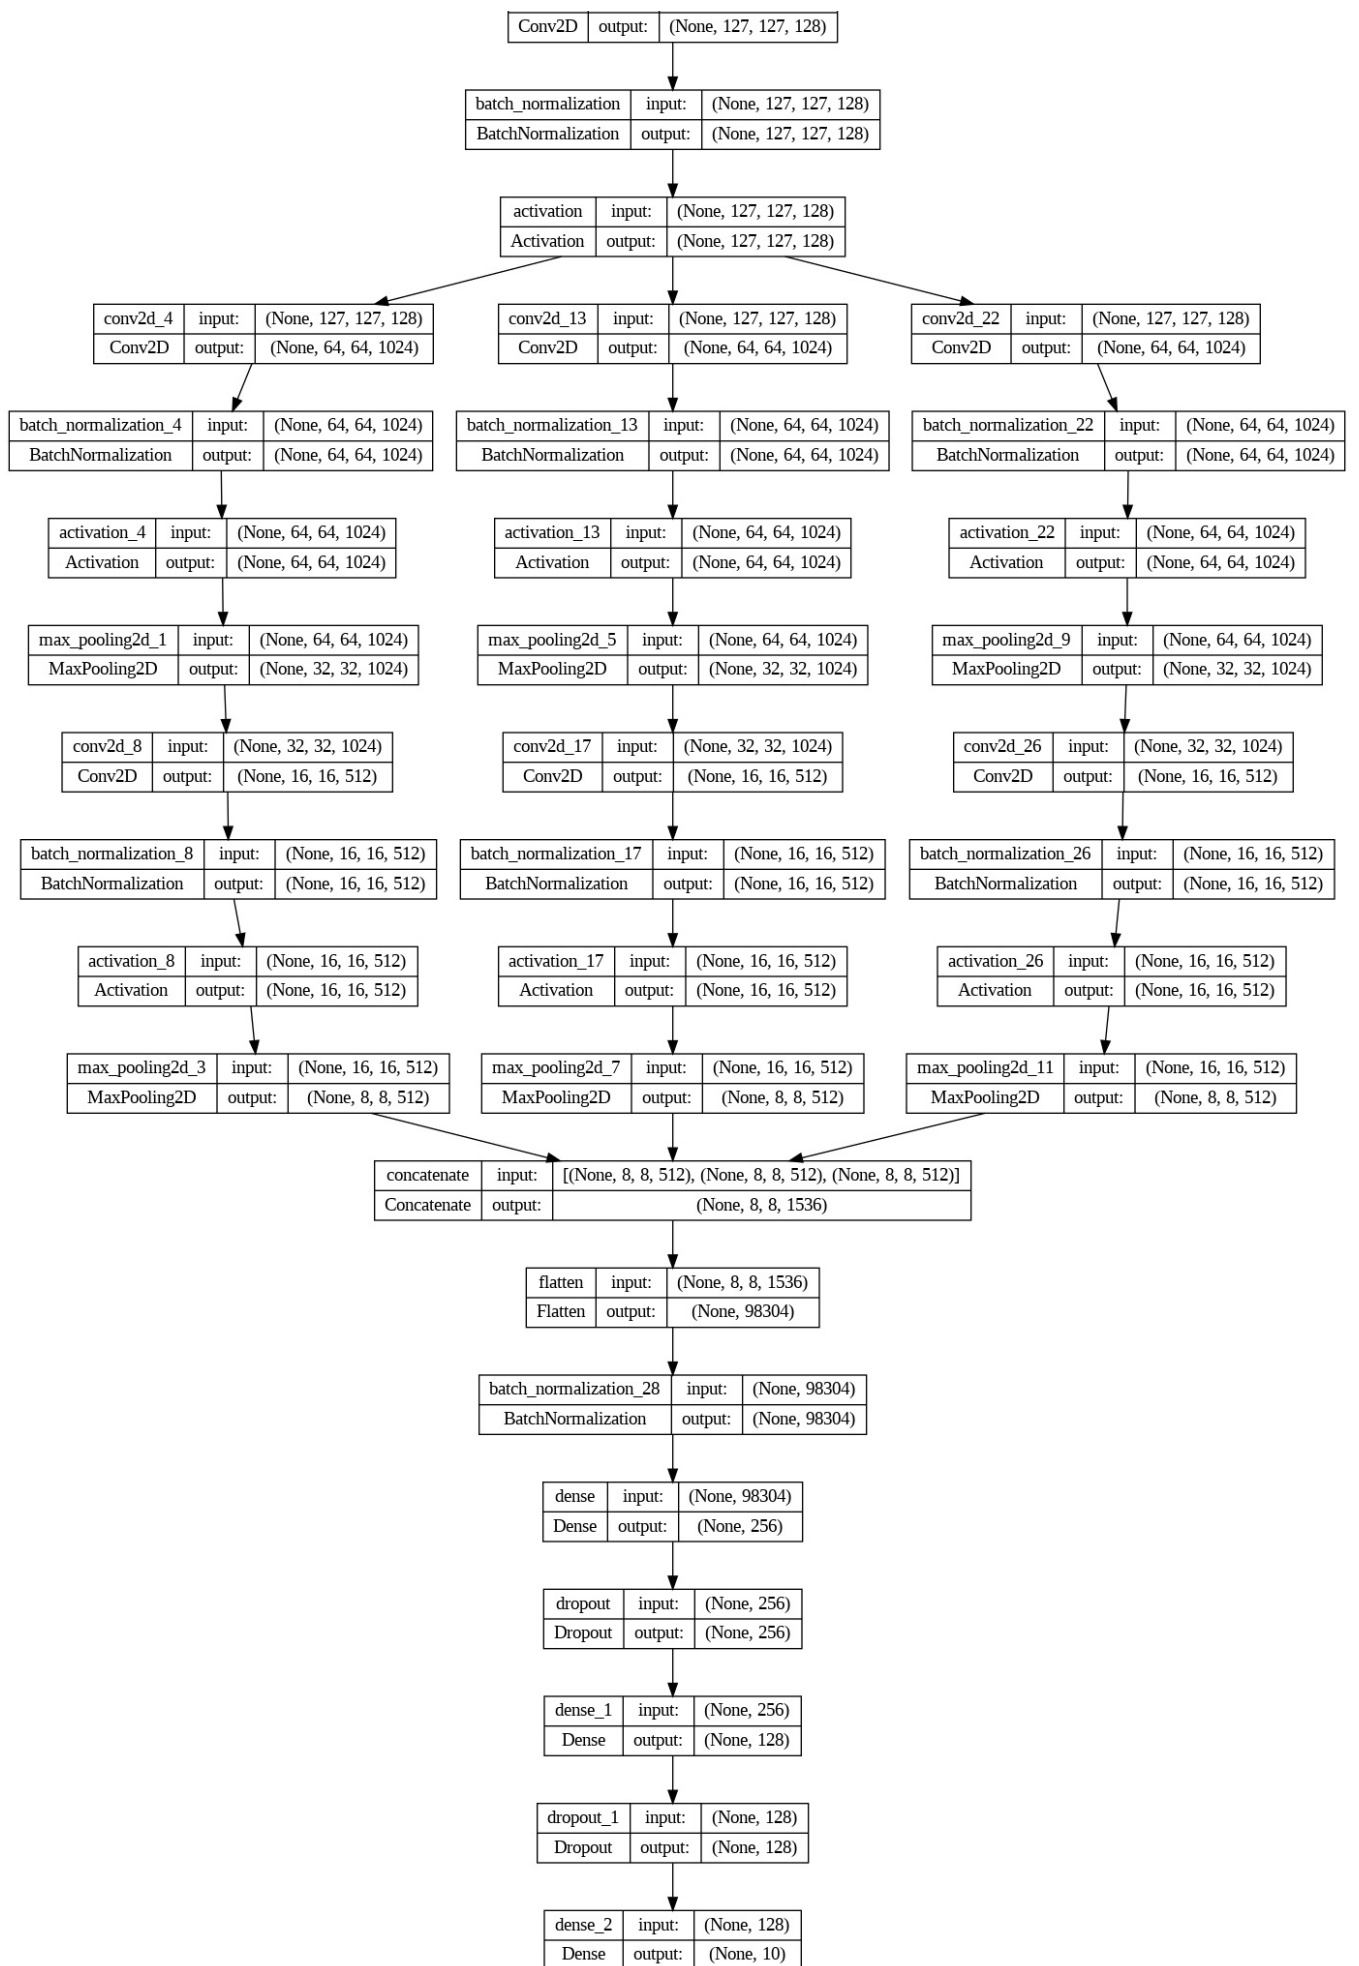 Conv2D output: (None, 127, 127, 128)
batch_normalization input: (None, 127, 127, 128)
BatchNormalization output: (None, 127, 127, 128)
activation input: (None, 127, 127, 128)
Activation output: (None, 127, 127, 128)
conv2d_4 input: (None, 127, 127, 128)
Conv2D output: (None, 64, 64, 1024)
conv2d_13 input: (None, 127, 127, 128)
Conv2D output: (None, 64, 64, 1024)
conv2d_22 input: (None, 127, 127, 128)
Conv2D output: (None, 64, 64, 1024)
batch_normalization_4 input: (None, 64, 64, 1024)
BatchNormalization output: (None, 64, 64, 1024)
batch_normalization_13 input: (None, 64, 64, 1024)
BatchNormalization output: (None, 64, 64, 1024)
batch_normalization_22 input: (None, 64, 64, 1024)
BatchNormalization output: (None, 64, 64, 1024)
activation_4 input: (None, 64, 64, 1024)
Activation output: (None, 64, 64, 1024)
activation_13 input: (None, 64, 64, 1024)
Activation output: (None, 64, 64, 1024)
activation_22 input: (None, 64, 64, 1024)
Activation output: (None, 64, 64, 1024)
max_pooling2d_1 input: (None, 64, 64, 1024)
MaxPooling2D output: (None, 32, 32, 1024)
max_pooling2d_5 input: (None, 64, 64, 1024)
MaxPooling2D output: (None, 32, 32, 1024)
max_pooling2d_9 input: (None, 64, 64, 1024)
MaxPooling2D output: (None, 32, 32, 1024)
conv2d_8 input: (None, 32, 32, 1024)
Conv2D output: (None, 16, 16, 512)
conv2d_17 input: (None, 32, 32, 1024)
Conv2D output: (None, 16, 16, 512)
conv2d_26 input: (None, 32, 32, 1024)
Conv2D output: (None, 16, 16, 512)
batch_normalization_8 input: (None, 16, 16, 512)
BatchNormalization output: (None, 16, 16, 512)
batch_normalization_17 input: (None, 16, 16, 512)
BatchNormalization output: (None, 16, 16, 512)
batch_normalization_26 input: (None, 16, 16, 512)
BatchNormalization output: (None, 16, 16, 512)
activation_8 input: (None, 16, 16, 512)
Activation output: (None, 16, 16, 512)
activation_17 input: (None, 16, 16, 512)
Activation output: (None, 16, 16, 512)
activation_26 input: (None, 16, 16, 512)
Activation output: (None, 16, 16, 512)
max_pooling2d_3 input: (None, 16, 16, 512)
MaxPooling2D output: (None, 8, 8, 512)
max_pooling2d_7 input: (None, 16, 16, 512)
MaxPooling2D output: (None, 8, 8, 512)
max_pooling2d_11 input: (None, 16, 16, 512)
MaxPooling2D output: (None, 8, 8, 512)
concatenate input: [(None, 8, 8, 512), (None, 8, 8, 512), (None, 8, 8, 512)]
Concatenate output: (None, 8, 8, 1536)
flatten input: (None, 8, 8, 1536)
Flatten output: (None, 98304)
batch_normalization_28 input: (None, 98304)
BatchNormalization output: (None, 98304)
dense input: (None, 98304)
Dense output: (None, 256)
dropout input: (None, 256)
Dropout output: (None, 256)
dense_1 input: (None, 256)
Dense output: (None, 128)
dropout_1 input: (None, 128)
Dropout output: (None, 128)
dense_2 input: (None, 128)
Dense output: (None, 10)